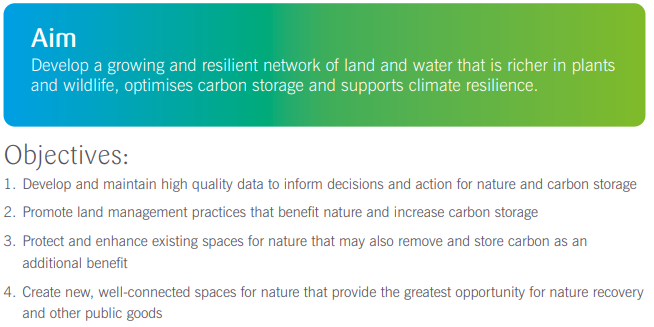 Aim
Develop a growing and resilient network of land and water that is richer in plants
and wildlife, optimises carbon storage and supports climate resilience.
Objectives:
1. Develop and maintain high quality data to inform decisions and action for nature and carbon storage
2. Promote land management practices that benefit nature and increase carbon storage
3. Protect and enhance existing spaces for nature that may also remove and store carbon as an
additional benefit
4. Create new, well-connected spaces for nature that provide the greatest opportunity for nature recovery
and other public goods